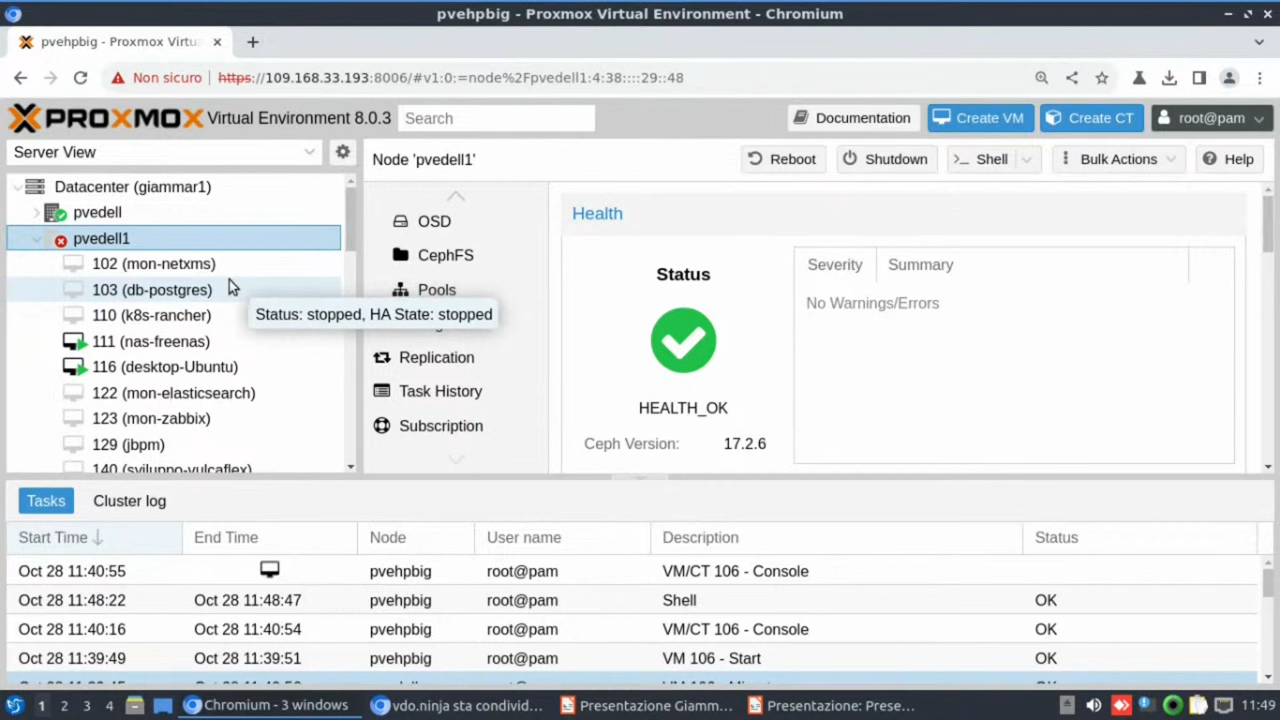 pvehpbig - Proxmox Virtual Environment - Chromium
pvehpbig - Proxmox Virtu
Non sicuro | https://109.168.33.193:8006/#v1:0:=node%2Fpvedell1:4:38::::29::48
PROXMOX Virtual Environment 8.0.3 Search Documentation Create VM Create CT root@pam
Server View
Datacenter (giammar1)
pvedell
pvedell1
102 (mon-netxms)
103 (db-postgres)
110 (k8s-rancher)
111 (nas-freenas)
116 (desktop-Ubuntu)
122 (mon-elasticsearch)
123 (mon-zabbix)
129 (jbpm)
140 (sviluppo-vulcaflex)
Status: stopped, HA State: stopped
Node 'pvedell1' Reboot Shutdown >_ Shell Bulk Actions Help
OSD
CephFS
Pools
Replication
Task History
Subscription
Health
Status
HEALTH_OK
Ceph Version: 17.2.6
Severity Summary
No Warnings/Errors
Tasks Cluster log
Start Time End Time Node User name Description Status
Oct 28 11:40:55 pvehpbig root@pam VM/CT 106 - Console
Oct 28 11:48:22 Oct 28 11:48:47 pvehpbig root@pam Shell OK
Oct 28 11:40:16 Oct 28 11:40:54 pvehpbig root@pam VM/CT 106 - Console OK
Oct 28 11:39:49 Oct 28 11:39:51 pvehpbig root@pam VM 106 - Start OK
1 2 3 4 Chromium - 3 windows vdo.ninja sta condivid... Presentazione Giamm... Presentazione: Prese... 11:49